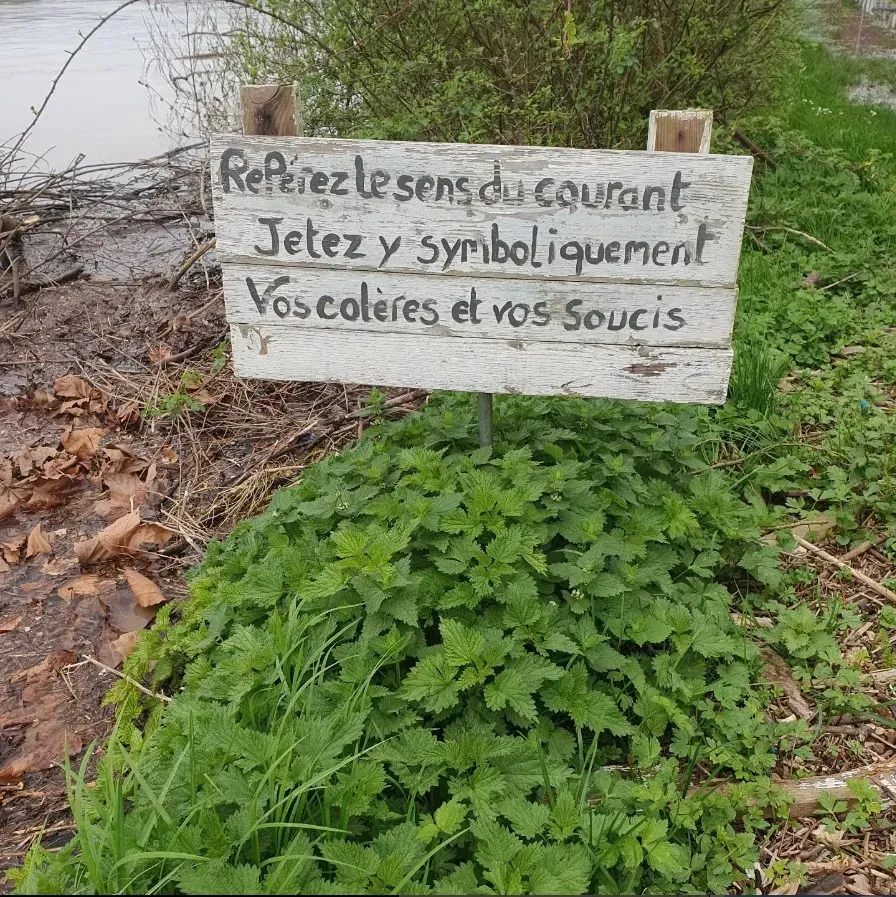 Repérez le sens du courant
Jetez y symboliquement
Vos colères et vos soucis